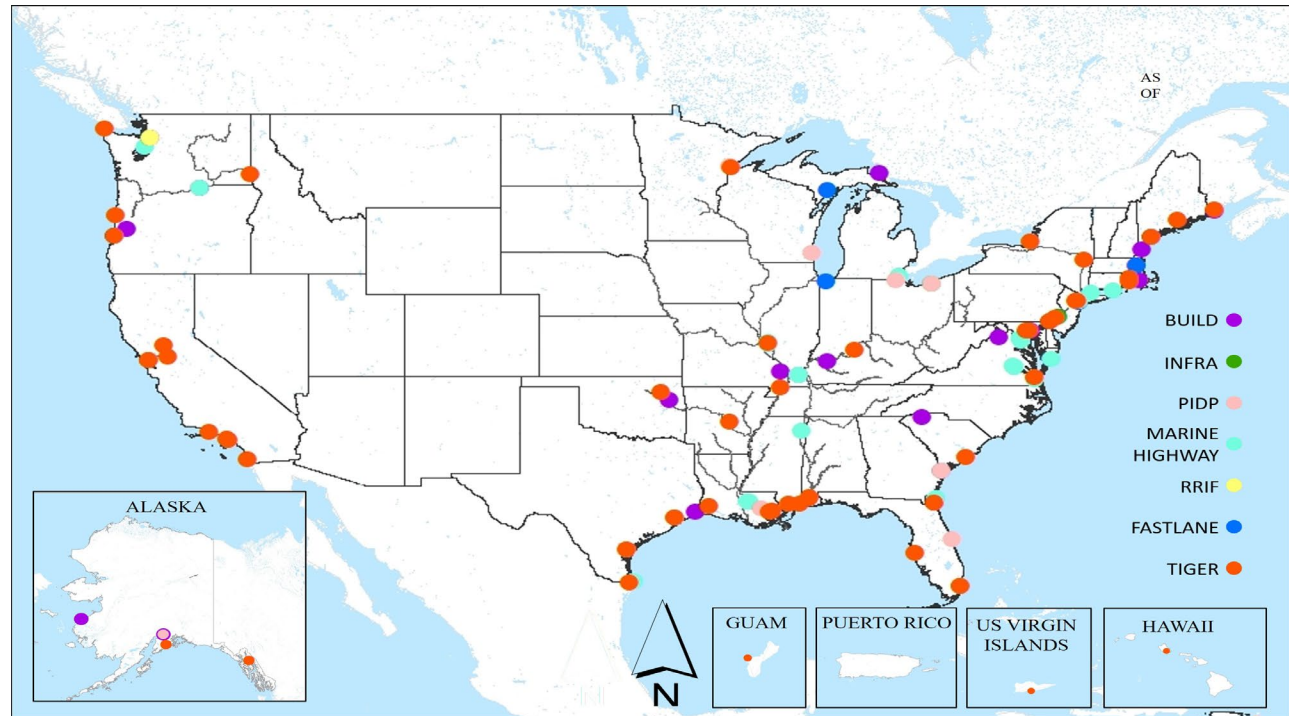 AS
OF
BUILD
INFRA
PIDP
MARINE
HIGHWAY
RRIF
FASTLANE
TIGER
ALASKA
GUAM
PUERTO RICO
US VIRGIN
ISLANDS
HAWAII
N